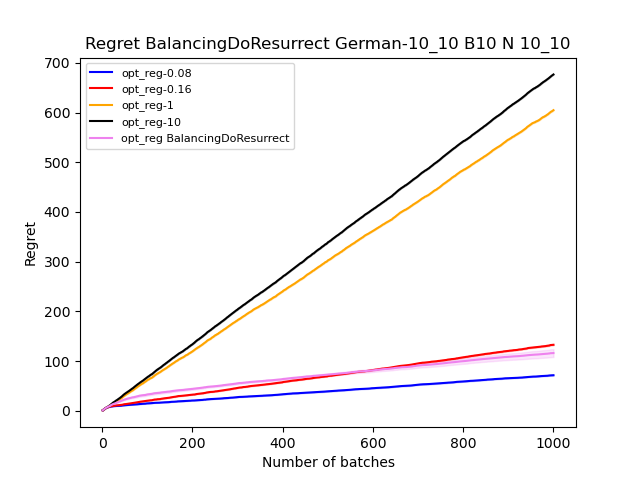 Regret BalancingDoResurrect German-10_10 B10 N 10_10
700
600
500
400
300
200
100
0
Regret
opt_reg-0.08
opt_reg-0.16
opt_reg-1
opt_reg-10
opt_reg BalancingDoResurrect
0 200 400 600 800 1000
Number of batches